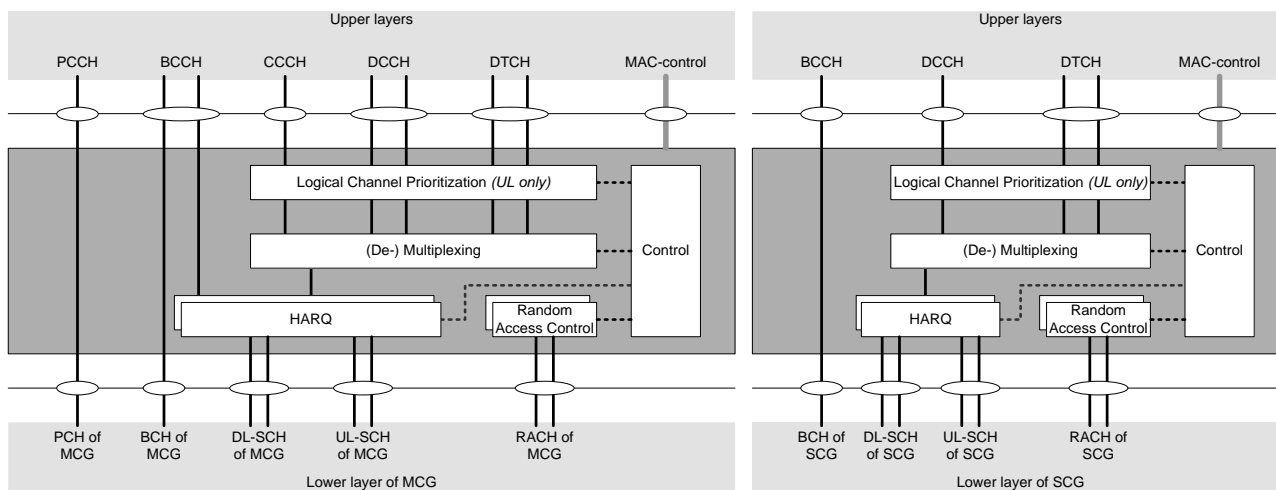 Upper layers
PCCH BCCH CCCH DCCH DTCH MAC-control
Logical Channel Prioritization (UL only)
(De-) Multiplexing
Control
HARQ
Random
Access Control
PCH of
MCG
BCH of
MCG
DL-SCH
of MCG
UL-SCH
of MCG
RACH of
MCG
Lower layer of MCG
Upper layers
BCCH DCCH DTCH MAC-control
Logical Channel Prioritization (UL only)
(De-) Multiplexing
Control
HARQ
Random
Access Control
BCH of
SCG
DL-SCH
of SCG
UL-SCH
of SCG
RACH of
SCG
Lower layer of SCG